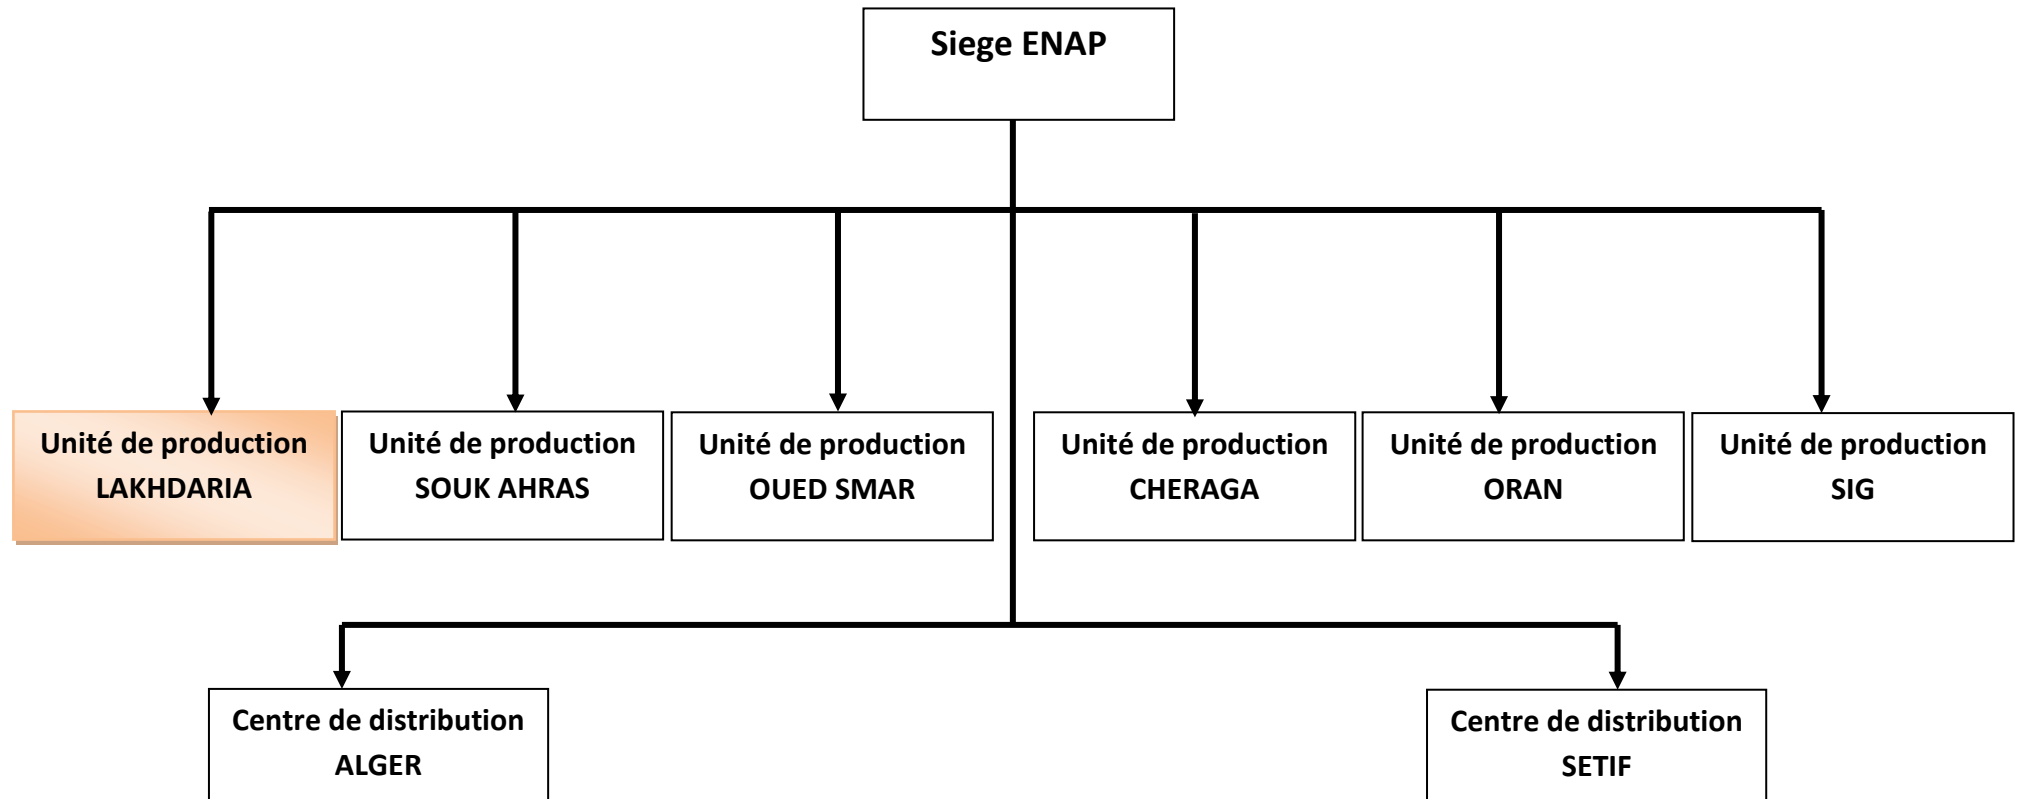 Siege ENAP
Unité de production
LAKHDARIA
Unité de production
SOUK AHRAS
Unité de production
OUED SMAR
Unité de production
CHERAGA
Unité de production
ORAN
Unité de production
SIG
Centre de distribution
ALGER
Centre de distribution
SETIF